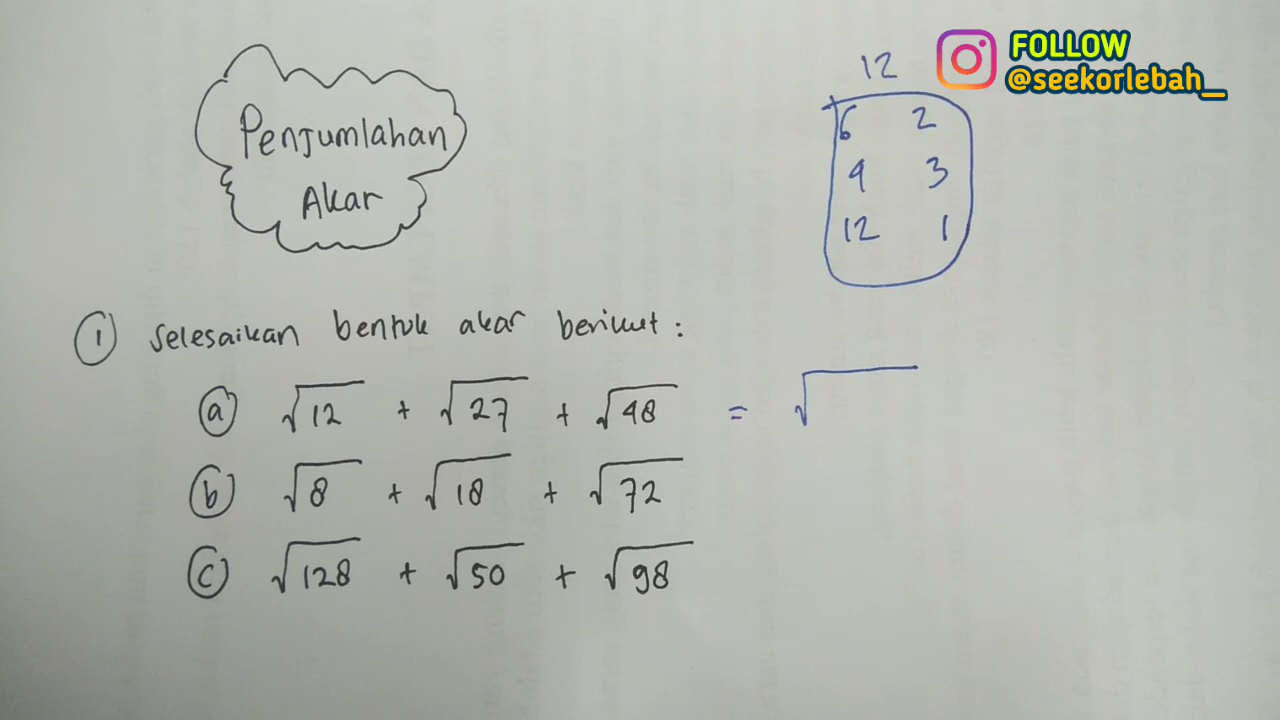 FOLLOW
@seekorlebah_
Penjumlahan
Akar
12
6 2
4 3
12 1
① Selesaikan bentuk akar berikut :
ⓐ √12 + √27 + √48 = √
ⓑ √8 + √18 + √72
ⓒ √128 + √50 + √98